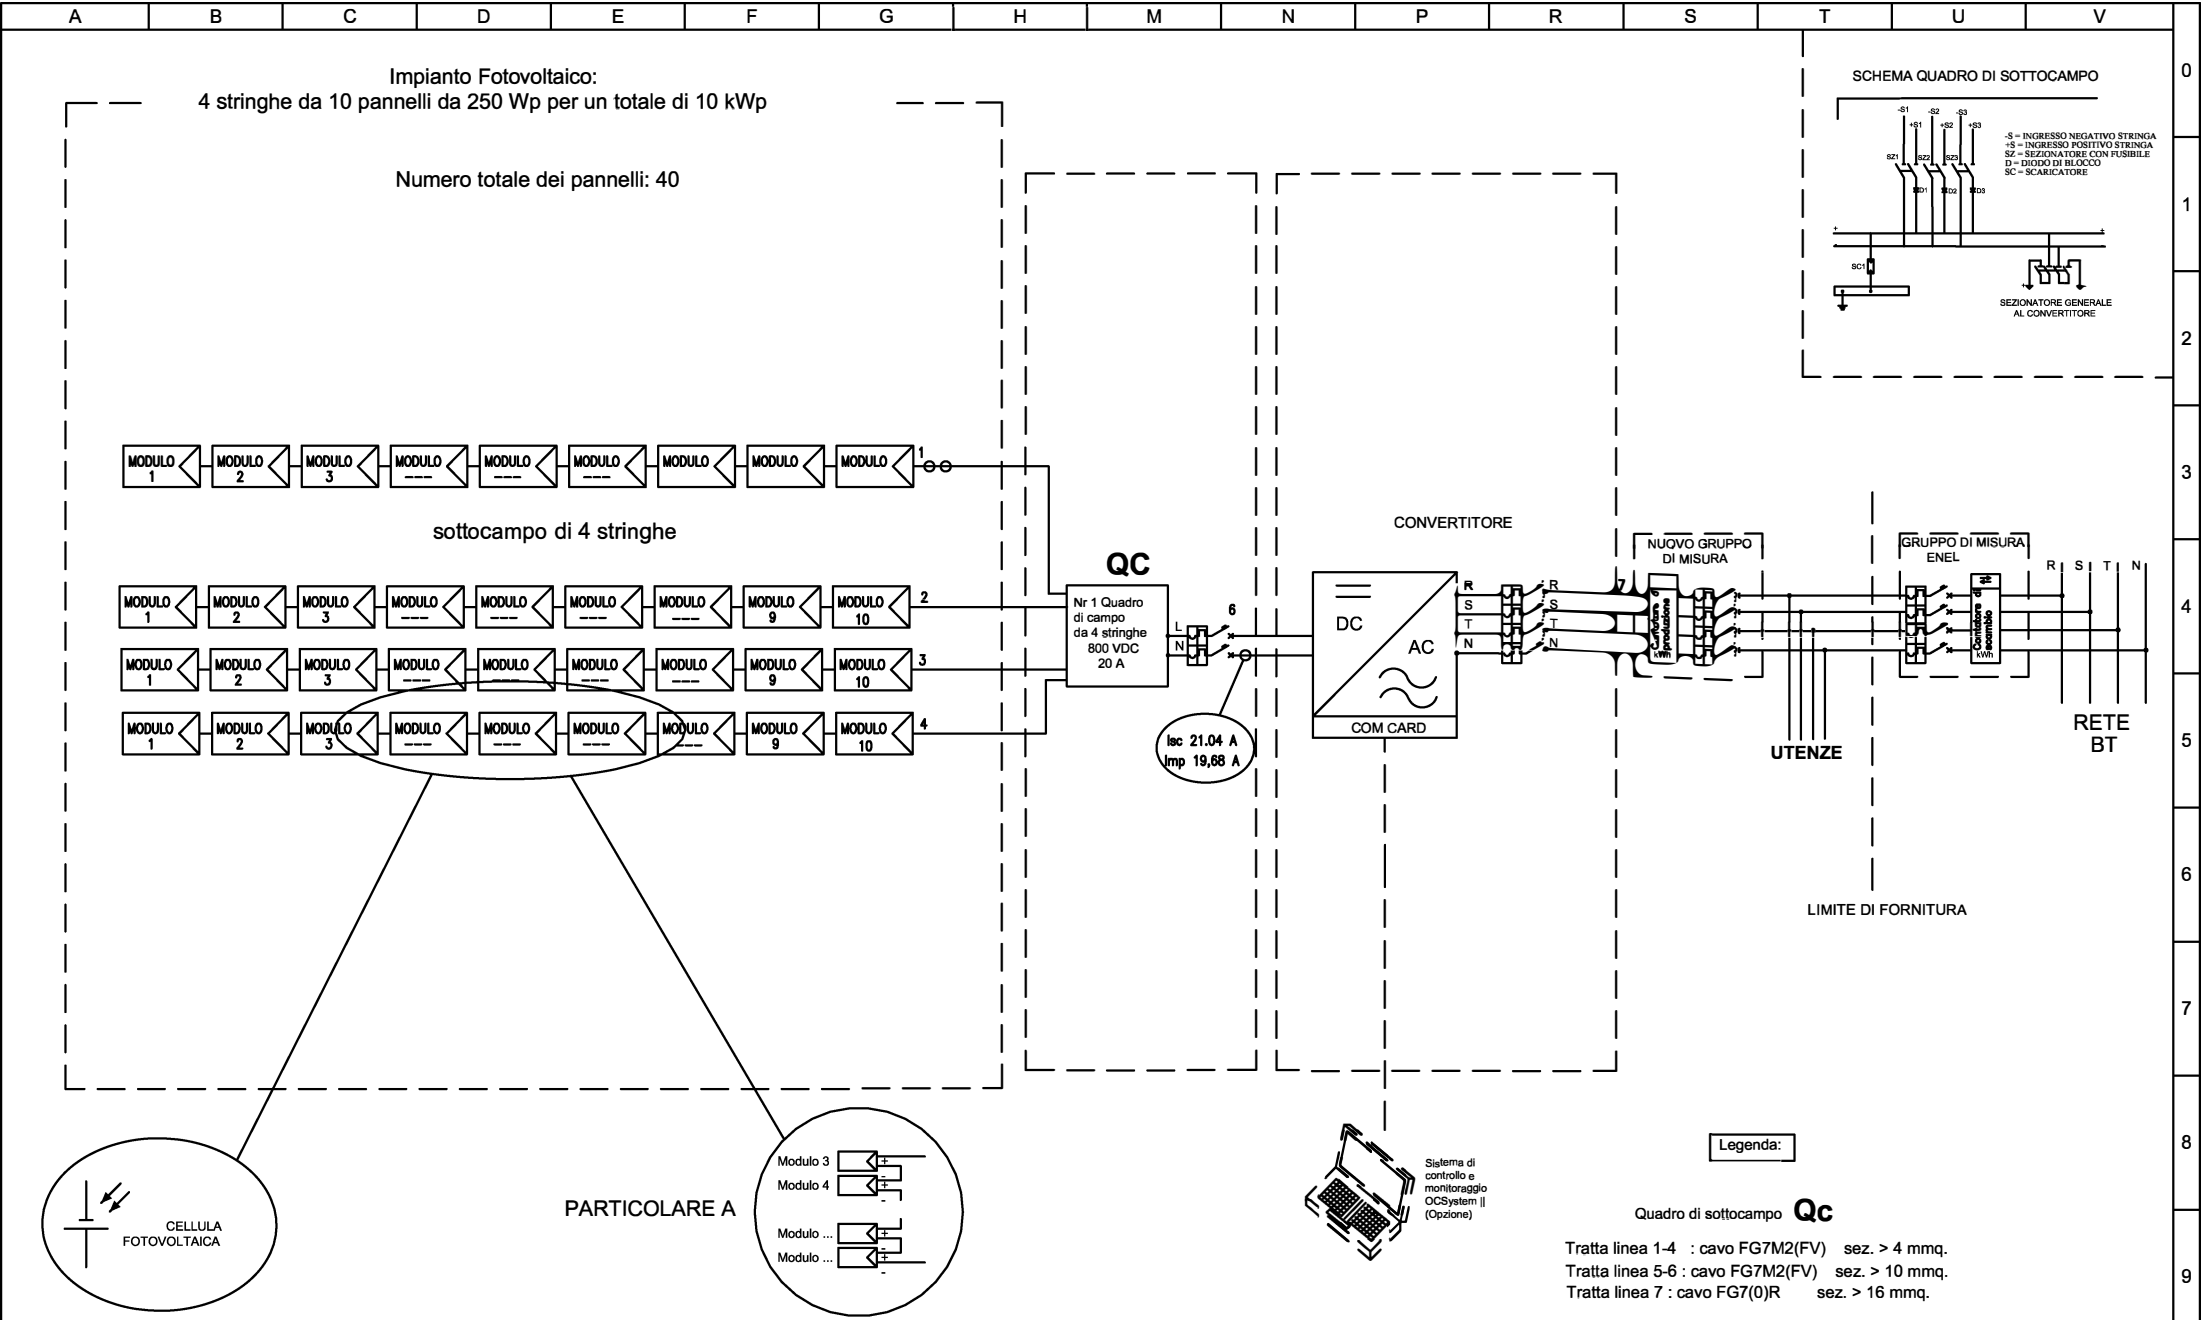 A B C D E F G H M N P R S T U V
0
1
2
3
4
5
6
7
8
9
Impianto Fotovoltaico:
4 stringhe da 10 pannelli da 250 Wp per un totale di 10 kWp
Numero totale dei pannelli: 40
SCHEMA QUADRO DI SOTTOCAMPO
-S1 -S2 -S3
+S1 +S2 +S3
-S = INGRESSO NEGATIVO STRINGA
+S = INGRESSO POSITIVO STRINGA
SZ = SEZIONATORE CON FUSIBILE
D = DIODO DI BLOCCO
SC = SCARICATORE
SZ1 SZ2 SZ3
D1 D2 D3
+ +
- -
SC1
+ -
SEZIONATORE GENERALE
AL CONVERTITORE
MODULO MODULO MODULO MODULO MODULO MODULO MODULO MODULO MODULO 1
1 2 3 --- --- ---
sottocampo di 4 stringhe
MODULO MODULO MODULO MODULO MODULO MODULO MODULO MODULO MODULO 2
1 2 3 --- --- --- --- 9 10
MODULO MODULO MODULO MODULO MODULO MODULO MODULO MODULO MODULO 3
1 2 3 --- --- --- --- 9 10
MODULO MODULO MODULO MODULO MODULO MODULO MODULO MODULO MODULO 4
1 2 3 --- --- --- --- 9 10
QC
Nr 1 Quadro
di campo
da 4 stringhe
800 VDC
20 A
L
N
6
Isc 21.04 A
Imp 19,68 A
CONVERTITORE
DC
AC
COM CARD
R
S
T
N
R
S
T
N
7
NUOVO GRUPPO
DI MISURA
Contatore di
produzione
kWh
UTENZE
GRUPPO DI MISURA
ENEL
Contatore di
scambio
kWh
R S T N
RETE
BT
LIMITE DI FORNITURA
CELLULA
FOTOVOLTAICA
PARTICOLARE A
Modulo 3 +
-
Modulo 4 +
-
Modulo ... +
-
Modulo ... +
-
Sistema di
controllo e
monitoraggio
OCSystem ||
(Opzione)
Legenda:
Quadro di sottocampo Qc
Tratta linea 1-4 : cavo FG7M2(FV) sez. > 4 mmq.
Tratta linea 5-6 : cavo FG7M2(FV) sez. > 10 mmq.
Tratta linea 7 : cavo FG7(0)R sez. > 16 mmq.